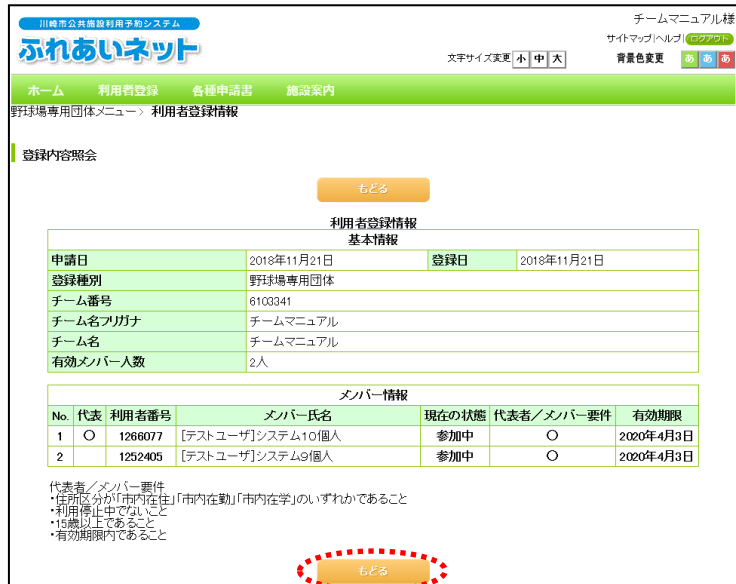 川崎市公共施設利用予約システム
チームマニュアル様
ふれあいネット
サイトマップ|ヘルプ|ログアウト
文字サイズ変更 小 中 大 背景色変更 あ あ あ
ホーム 利用者登録 各種申請書 施設案内
野球場専用団体メニュー> 利用者登録情報
登録内容照会
もどる
利用者登録情報
基本情報
申請日 2018年11月21日 登録日 2018年11月21日
登録種別 野球場専用団体
チーム番号 6103341
チーム名フリガナ チームマニュアル
チーム名 チームマニュアル
有効メンバー人数 2人
メンバー情報
No. 代表 利用者番号 メンバー氏名 現在の状態 代表者／メンバー要件 有効期限
1 ○ 1266077 [テストユーザ]システム10個人 参加中 ○ 2020年4月3日
2 1252405 [テストユーザ]システム9個人 参加中 ○ 2020年4月3日
代表者／メンバー要件
・住所区分が「市内在住」「市内在勤」「市内在学」のいずれかであること
・利用停止中でないこと
・15歳以上であること
・有効期限内であること
もどる